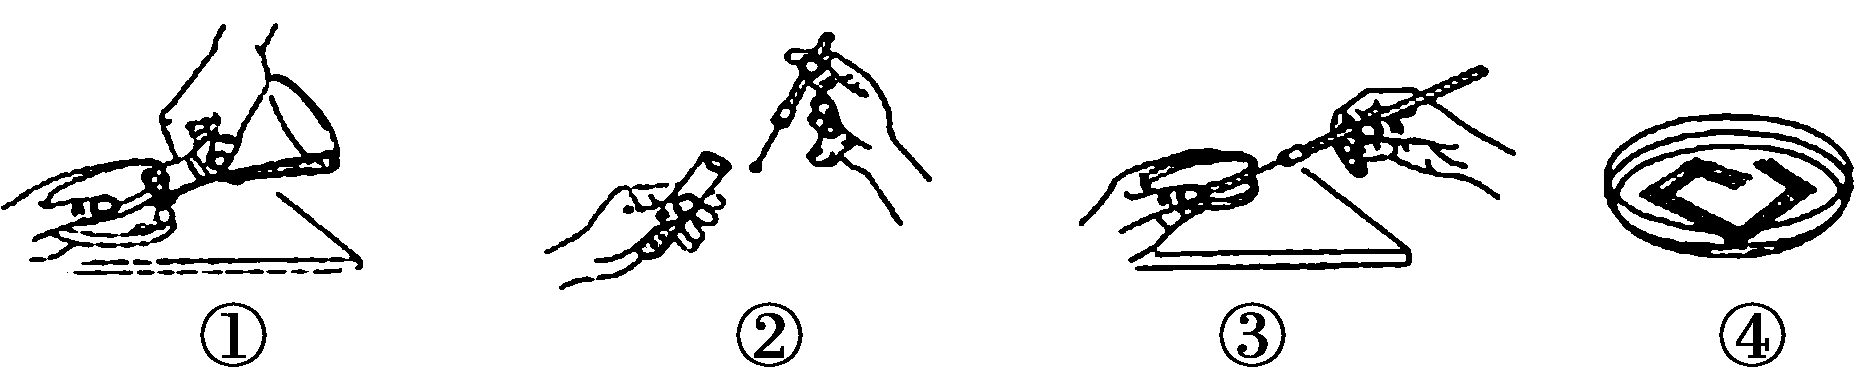 ① ② ③ ④